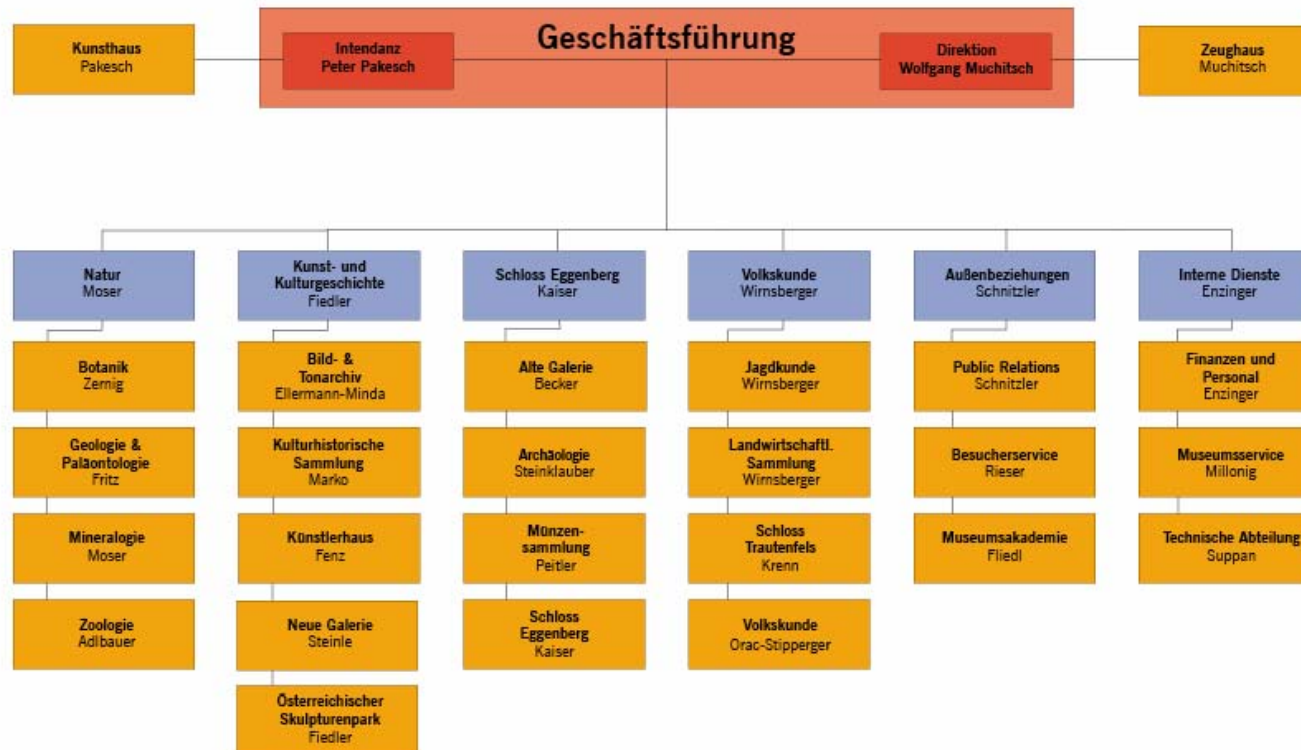 Geschäftsführung
Kunsthaus
Pakesch
Intendanz
Peter Pakesch
Direktion
Wolfgang Muchitsch
Zeughaus
Muchitsch
Natur
Moser
Kunst- und
Kulturgeschichte
Fiedler
Schloss Eggenberg
Kaiser
Volkskunde
Wirnsberger
Außenbeziehungen
Schnitzler
Interne Dienste
Enzinger
Botanik
Zernig
Bild- &
Tonarchiv
Ellermann-Minda
Alte Galerie
Becker
Jagdkunde
Wirnsberger
Public Relations
Schnitzler
Finanzen und
Personal
Enzinger
Geologie &
Paläontologie
Fritz
Kulturhistorische
Sammlung
Marko
Archäologie
Steinklauber
Landwirtschaftl.
Sammlung
Wirnsberger
Besucherservice
Rieser
Museumsservice
Millonig
Mineralogie
Moser
Künstlerhaus
Fenz
Münzen-
sammlung
Peitler
Schloss
Trautenfels
Krenn
Museumsakademie
Fliedl
Technische Abteilung
Suppan
Zoologie
Adlbauer
Neue Galerie
Steinle
Schloss
Eggenberg
Kaiser
Volkskunde
Orac-Stipperger
Österreichischer
Skulpturenpark
Fiedler